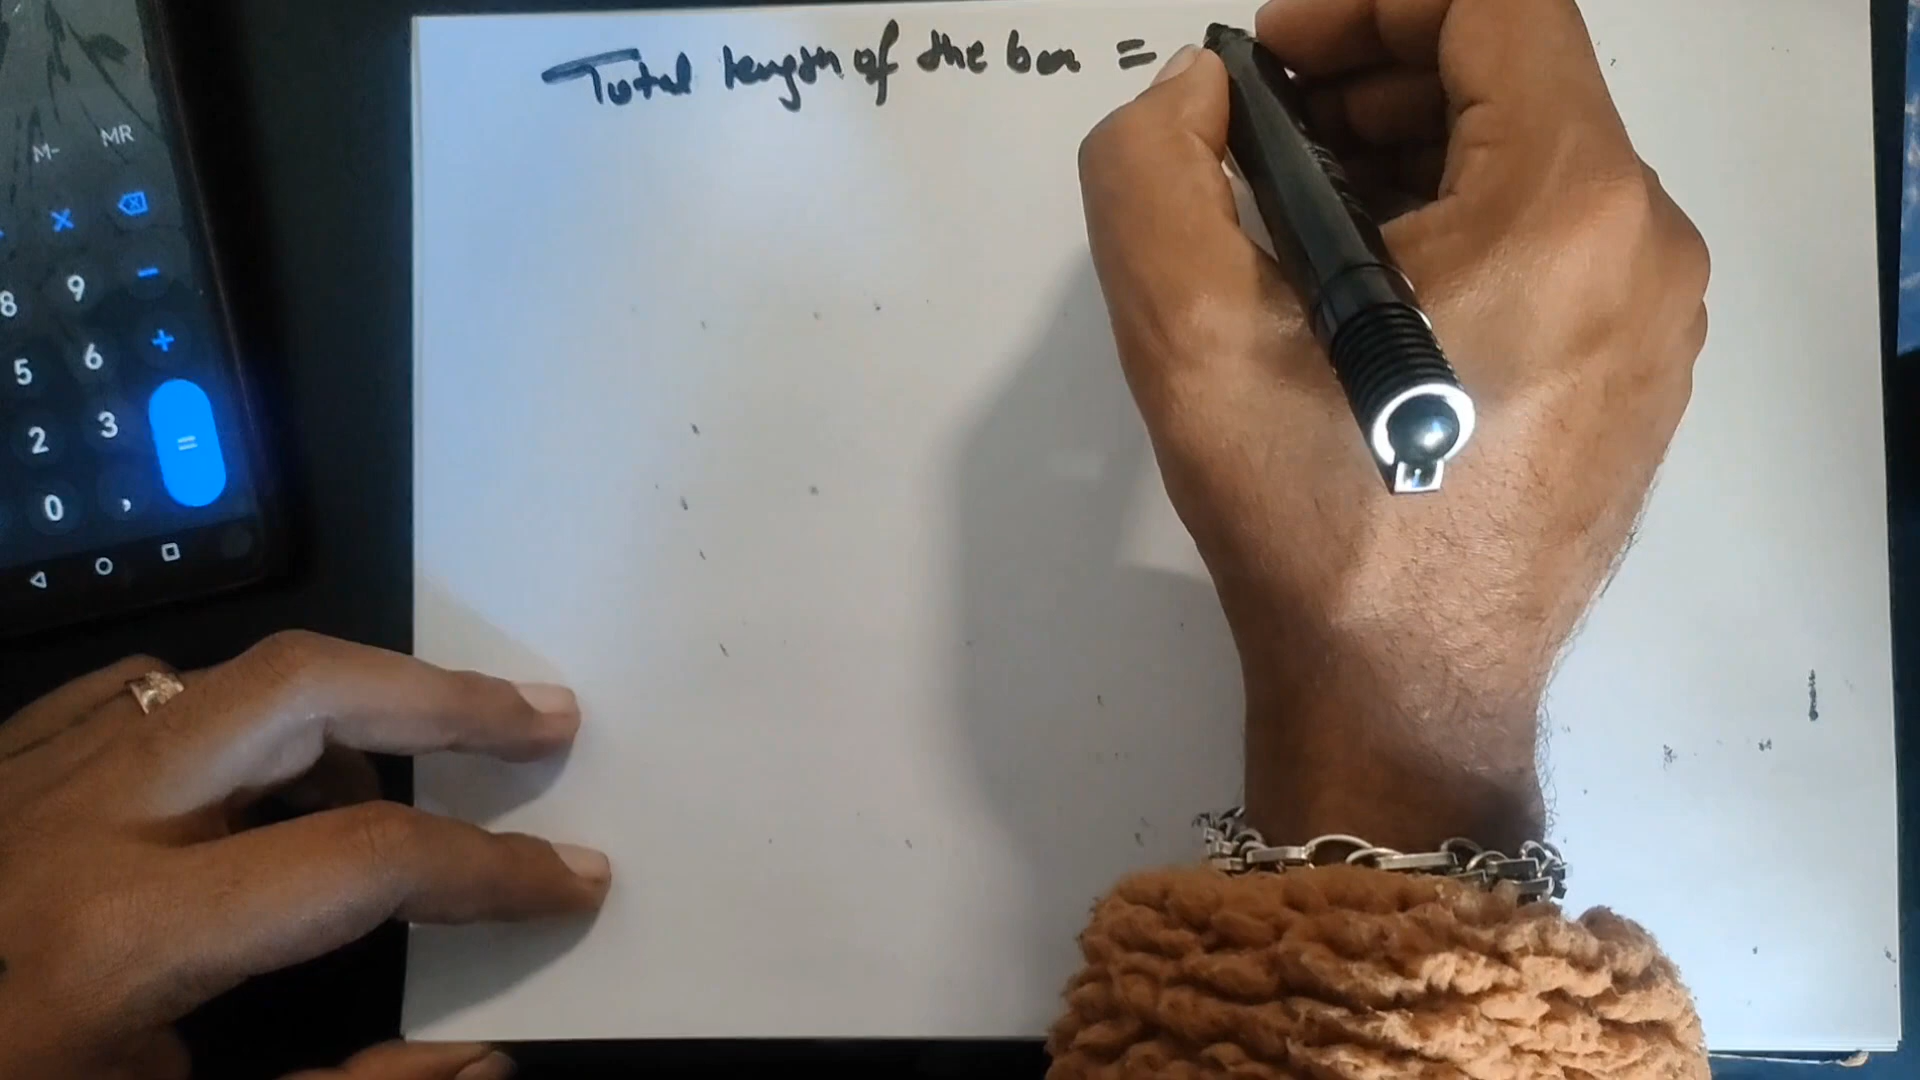 Total length of the bar =
M- MR
×
8 9 -
5 6 +
2 3 =
0 ,